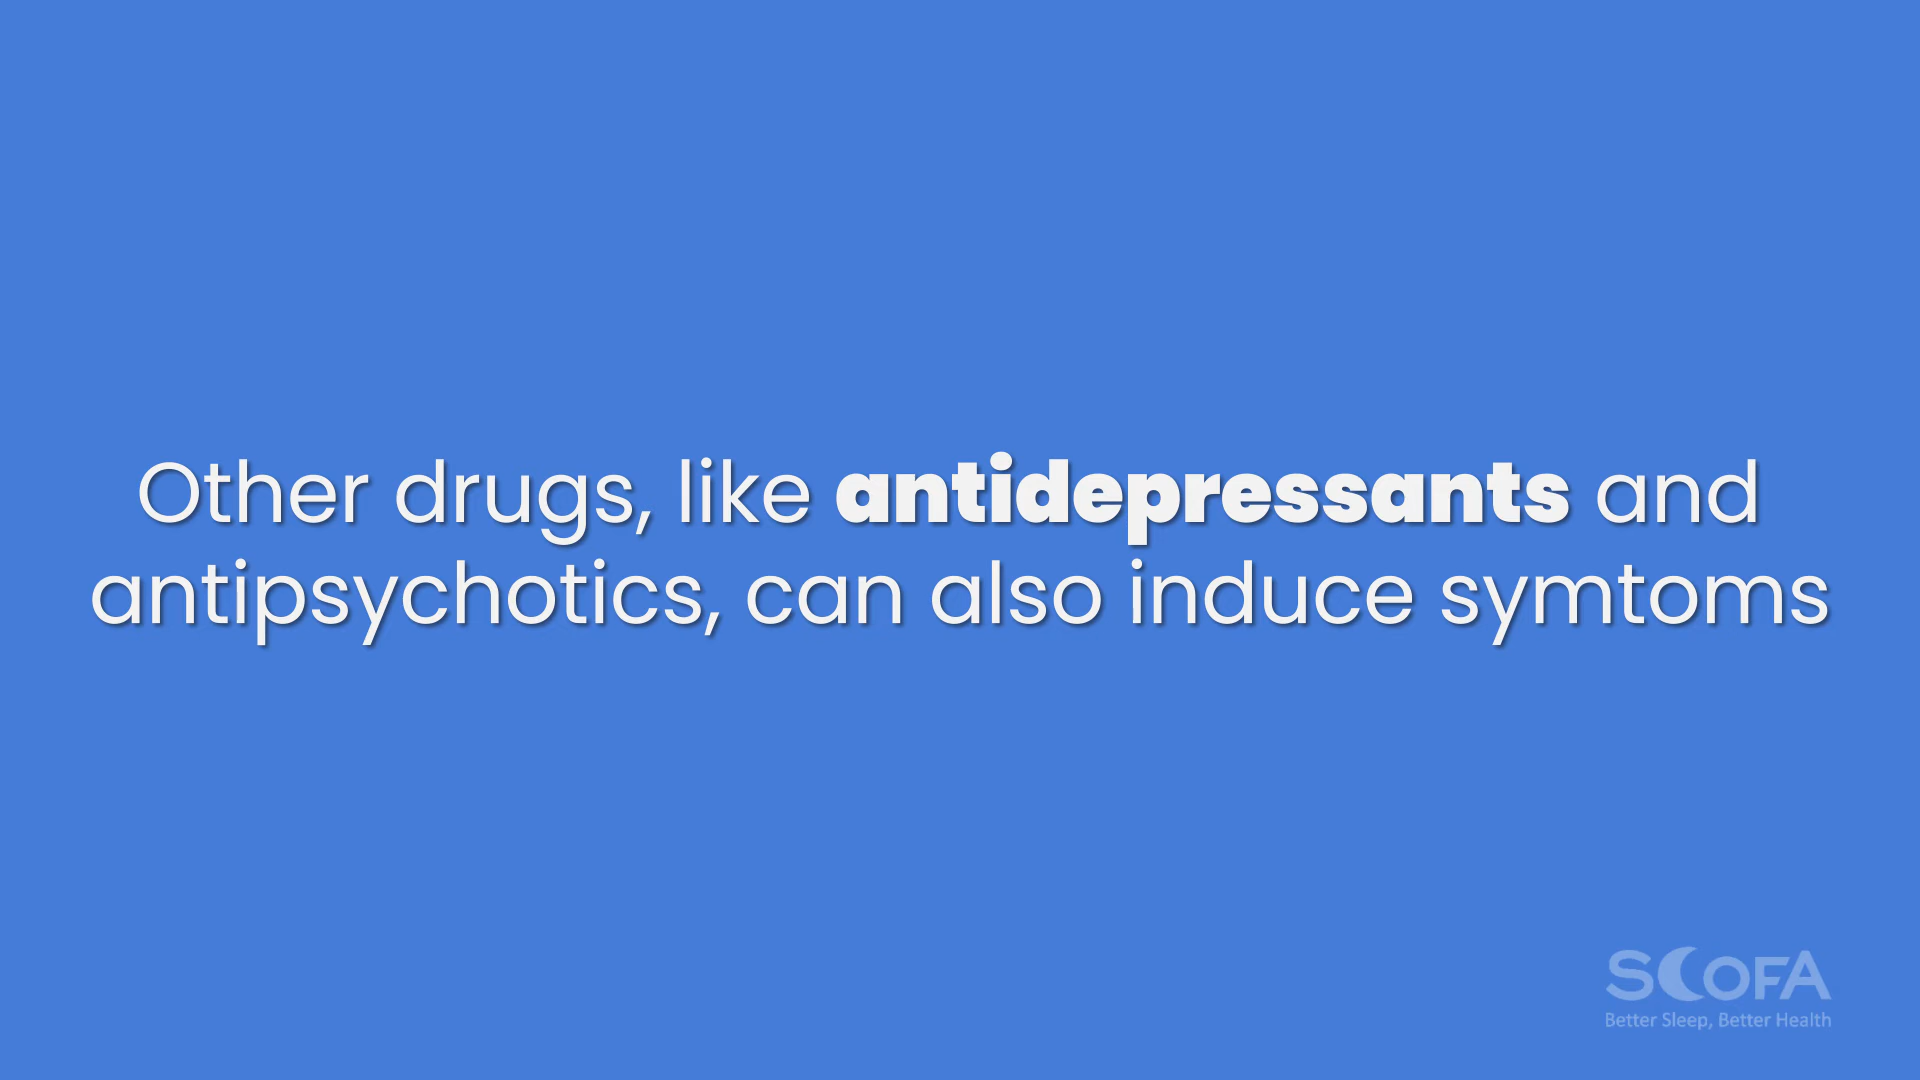 Other drugs, like antidepressants and
antipsychotics, can also induce symtoms
SCOFA
Better Sleep, Better Health